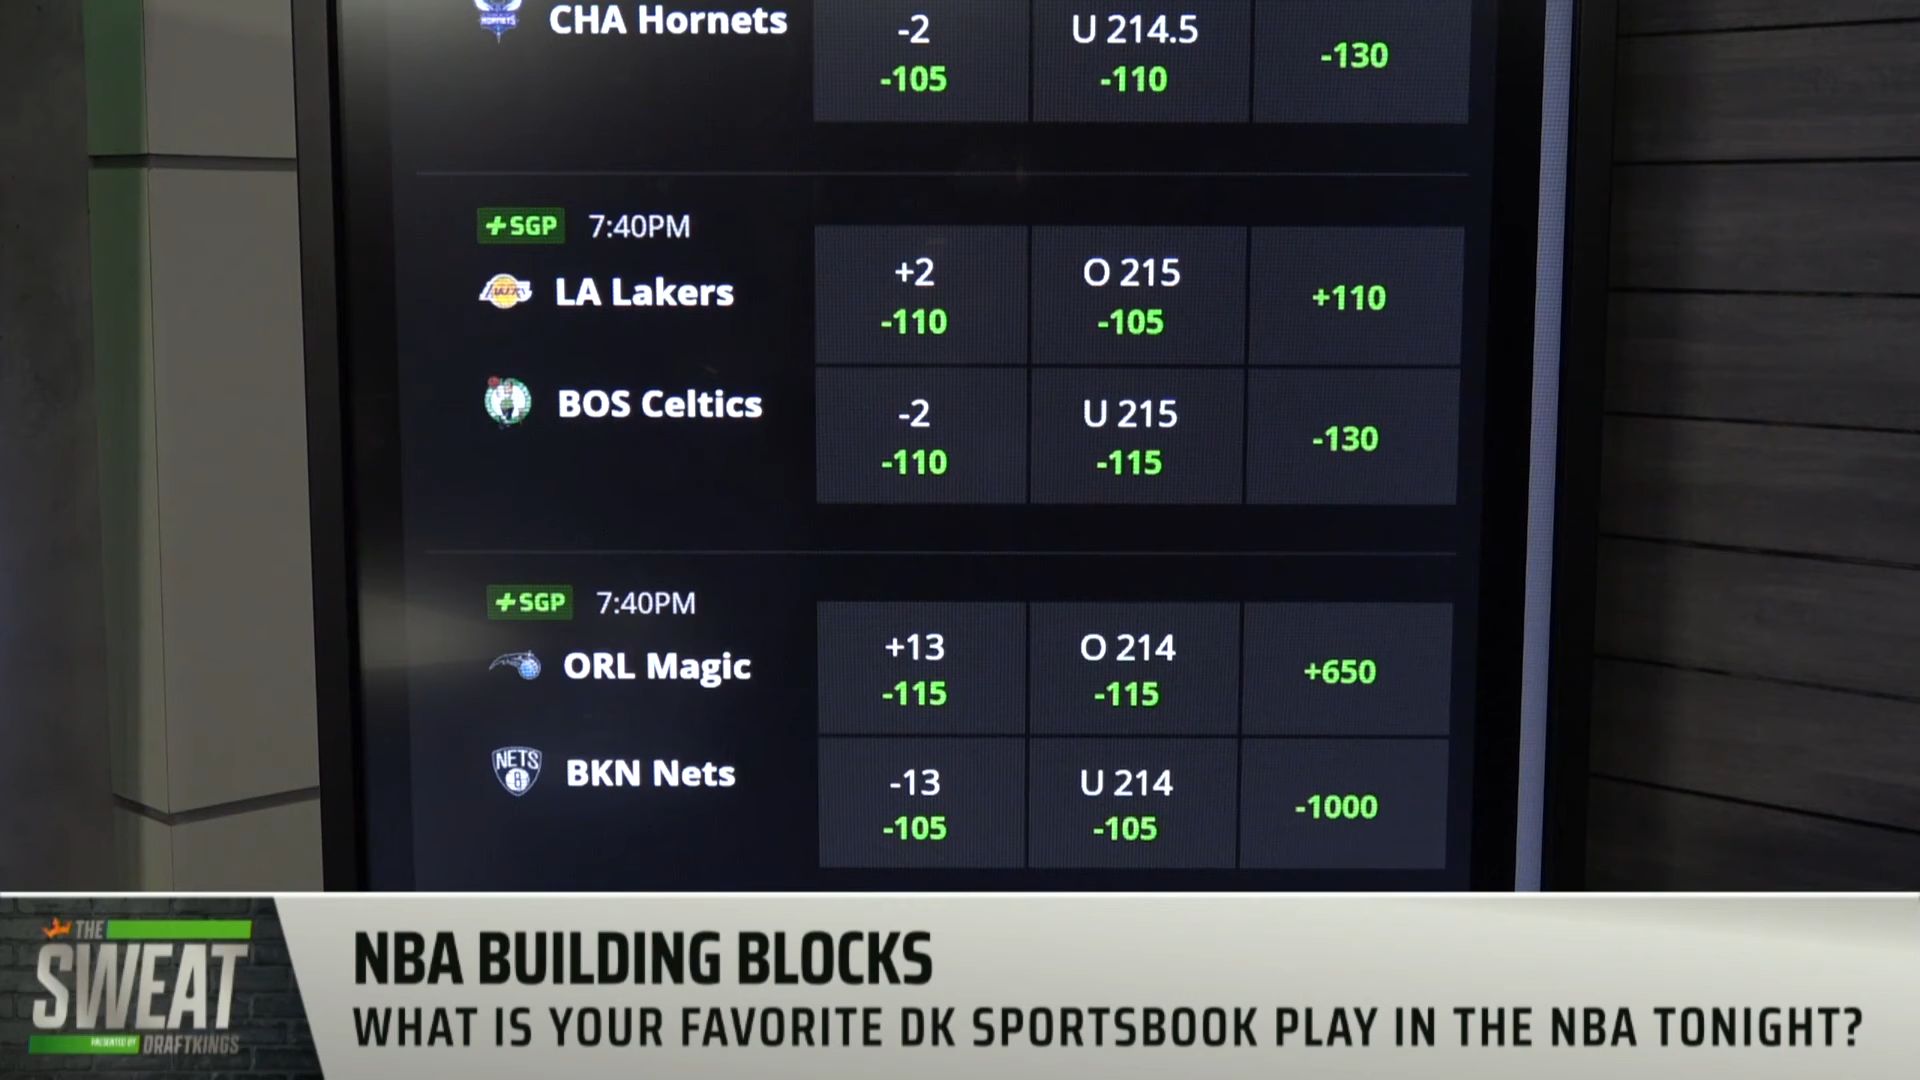 CHA Hornets
-2
-105
U 214.5
-110
-130
+SGP 7:40PM
LA Lakers
+2
-110
O 215
-105
+110
BOS Celtics
-2
-110
U 215
-115
-130
+SGP 7:40PM
ORL Magic
+13
-115
O 214
-115
+650
NETS
B
BKN Nets
-13
-105
U 214
-105
-1000
THE
SWEAT
PRESENTED BY DRAFTKINGS
NBA BUILDING BLOCKS
WHAT IS YOUR FAVORITE DK SPORTSBOOK PLAY IN THE NBA TONIGHT?